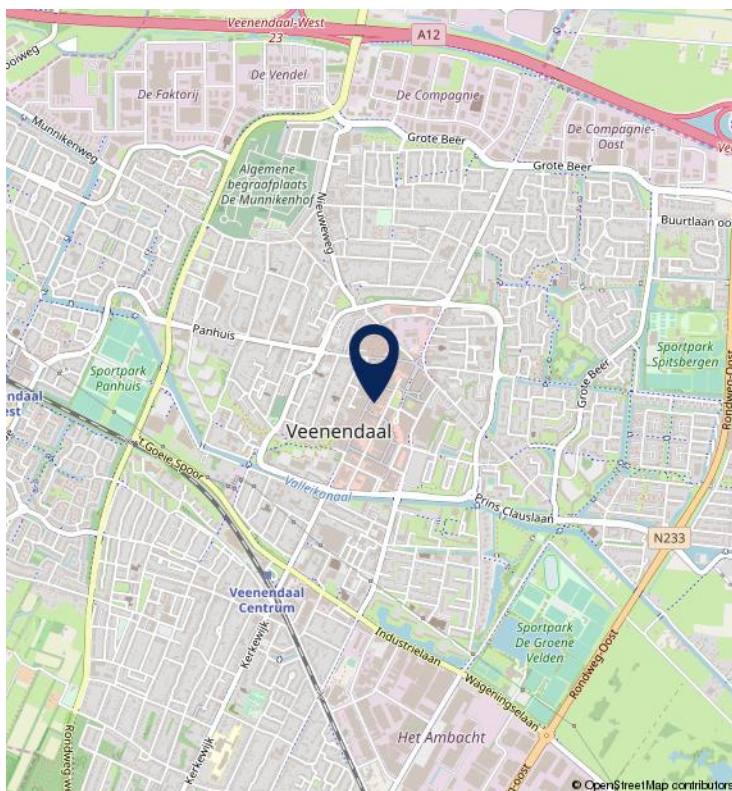 Veenendaal-West
23
A12
De Vendel
De Faktorij
De Compagnie
De Compagnie-
Oost
Munnikenweg
Grote Beer
Grote Beer
Algemene
begraafplaats
De Munnikenhof
Nieuweweg
Buurtlaan oo
Panhuis
Sportpark
Panhuis
Sportpark
Spitsbergen
Rondweg-Oost
Grote Beer
Veenendaal
't Goeie Spoor
Valleikanaal
Prins Clauslaan
N233
Veenendaal
Centrum
Kerkewijk
Industrielaan
Sportpark
De Groene
Velden
Rondweg-Oost
Wageningselaan
Het Ambacht
Kerkewijk
© OpenStreetMap contributors